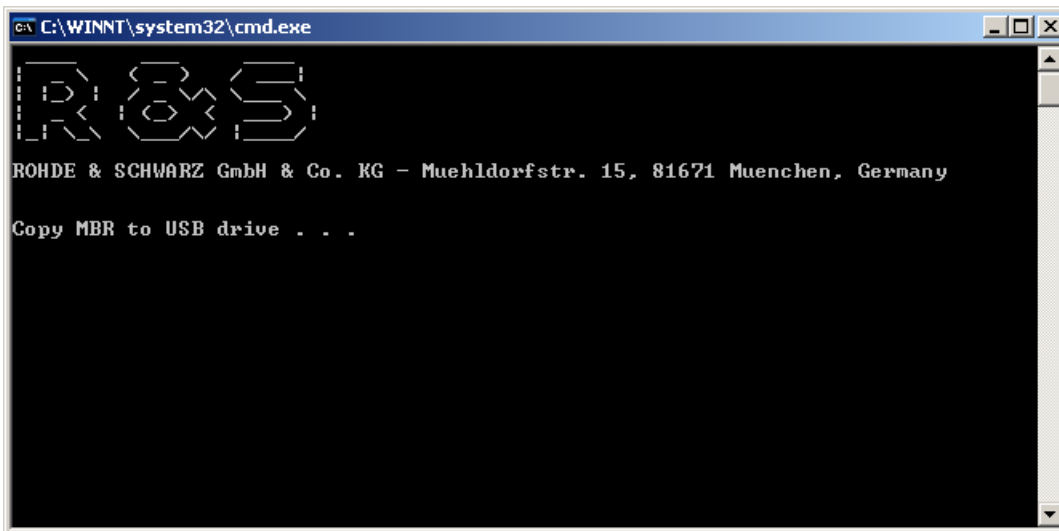 C:\WINNT\system32\cmd.exe
R&S
ROHDE & SCHWARZ GmbH & Co. KG - Muehldorfstr. 15, 81671 Muenchen, Germany
Copy MBR to USB drive . . .